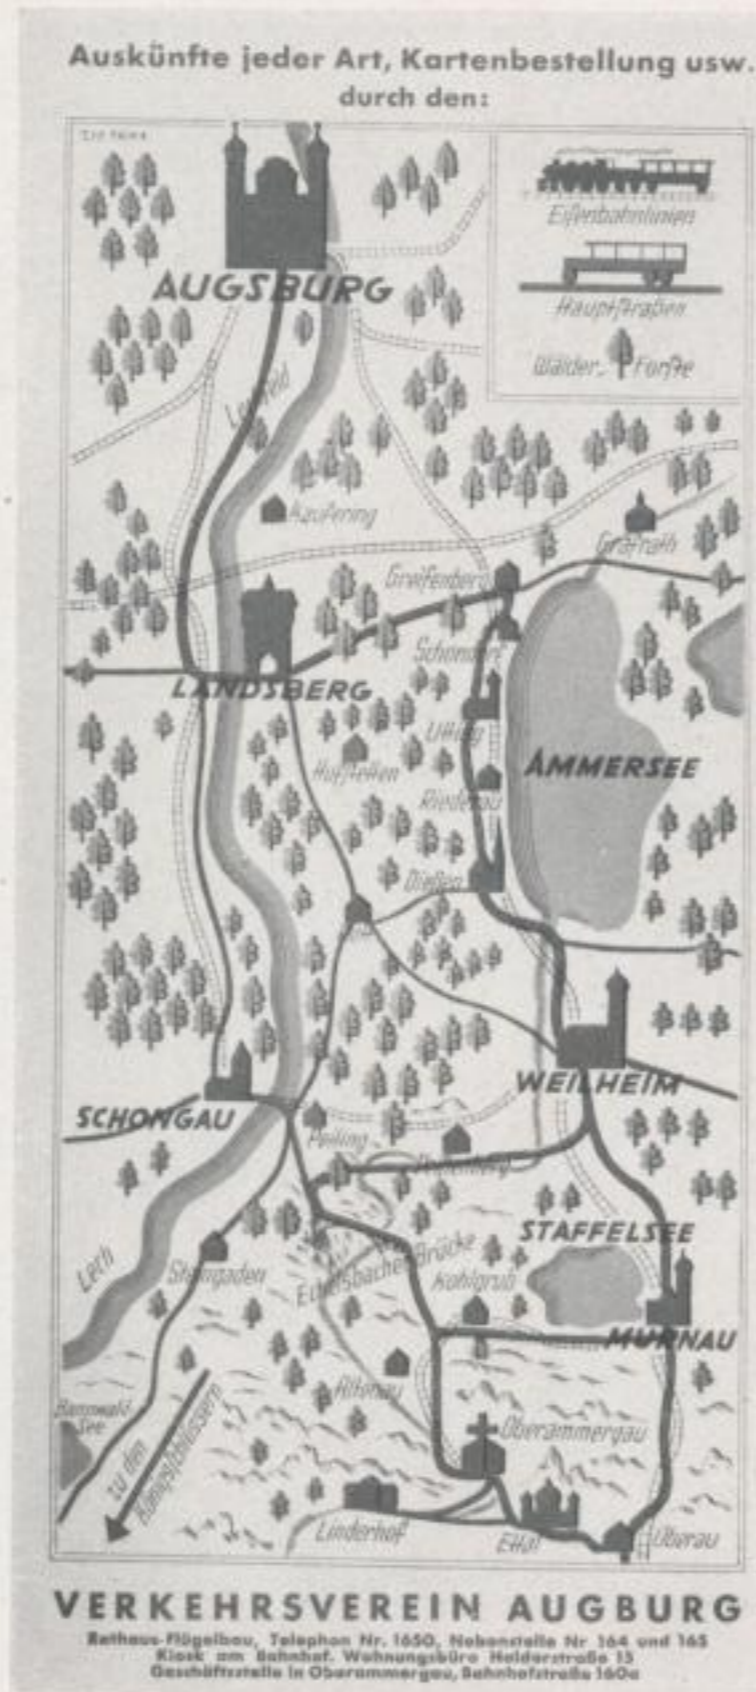 Auskünfte jeder Art, Kartenbestellung usw.
durch den:
Eisenbahnlinien
Hauptstraßen
Wälder - Forste
AUGSBURG
Lechfeld
Kaufering
Grafrath
Greifenberg
Schondorf
LANDSBERG
Utting
Hofstetten
AMMERSEE
Riederau
Dießen
WEILHEIM
SCHONGAU
Peiting
STAFFELSEE
Lech
Steingaden
Echelsbacher Brücke
Kohlgrub
MURNAU
Altenau
Bannwald
See
zu den
Königsschlössern
Oberammergau
Linderhof
Ettal
Oberau
VERKEHRSVEREIN AUGBURG
Rathaus-Flügelbau, Telephon Nr. 1650, Nebenstelle Nr 164 und 165
Kiosk am Bahnhof. Wohnungsbüro Halderstraße 15
Geschäftsstelle in Oberammergau, Bahnhofstraße 160a